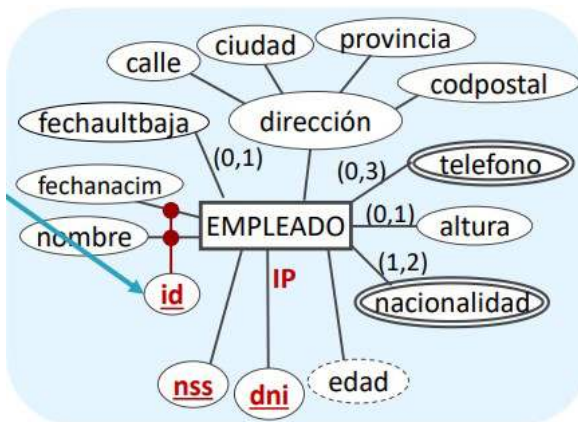 provincia
ciudad
calle
codpostal
fechaultbaja
dirección
(0,1)
(0,3)
telefono
fechanacim
EMPLEADO
(0,1)
altura
nombre
(1,2)
id
IP
nacionalidad
nss
dni
edad